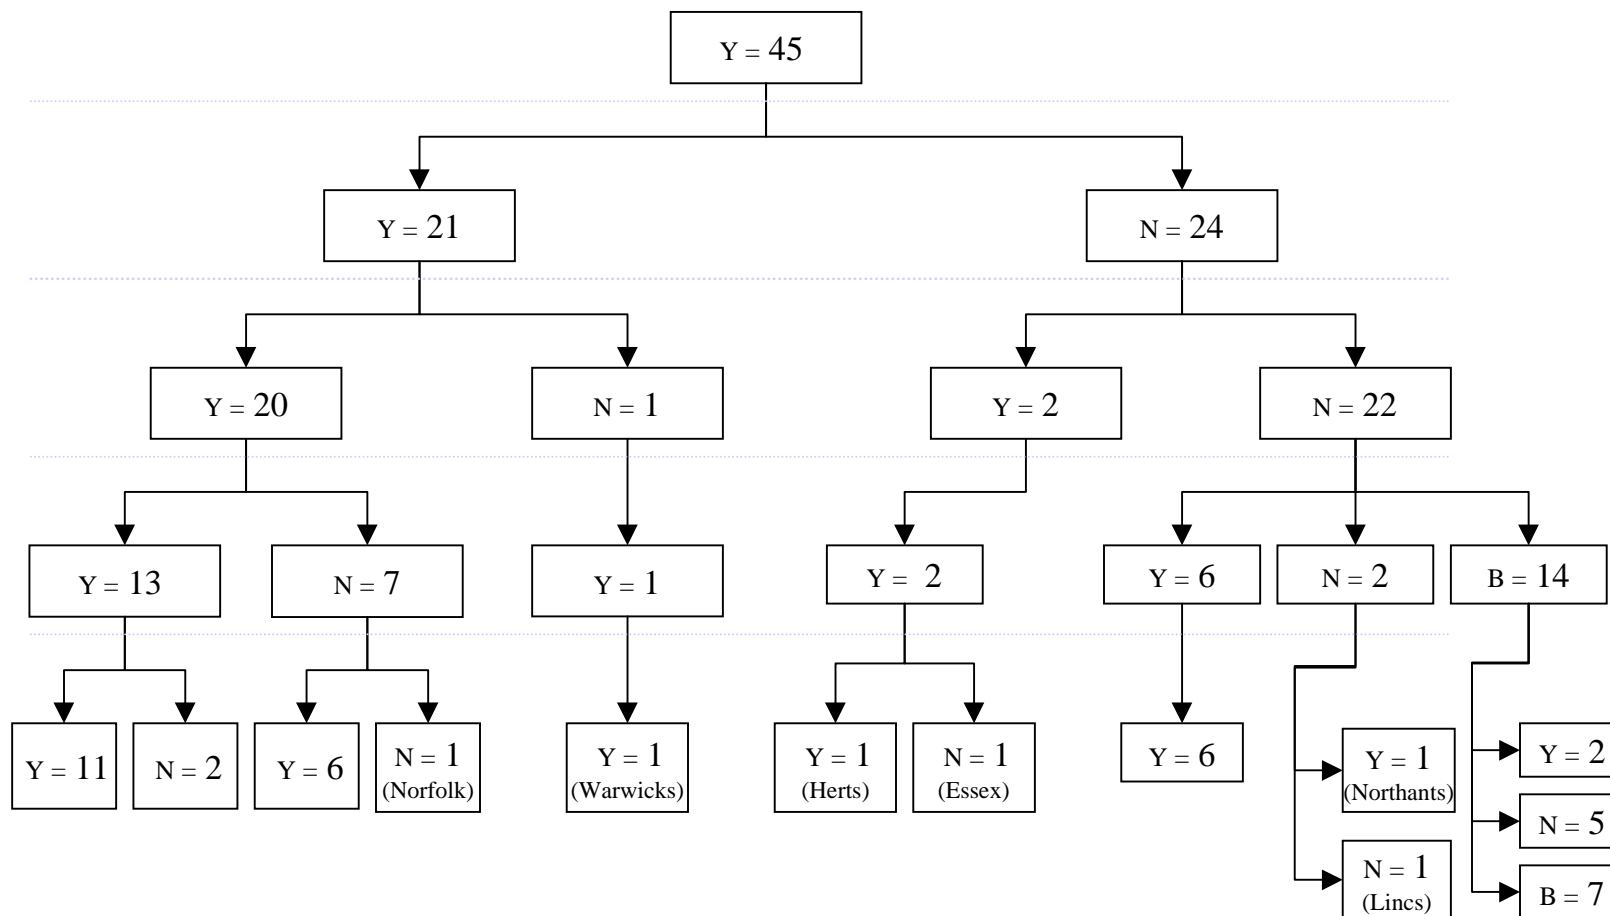 Y = 45
Y = 21
N = 24
Y = 20
N = 1
Y = 2
N = 22
Y = 13
N = 7
Y = 1
Y = 2
Y = 6
N = 2
B = 14
Y = 11
N = 2
Y = 6
N = 1
(Norfolk)
Y = 1
(Warwicks)
Y = 1
(Herts)
N = 1
(Essex)
Y = 6
Y = 1
(Northants)
N = 1
(Lincs)
Y = 2
N = 5
B = 7